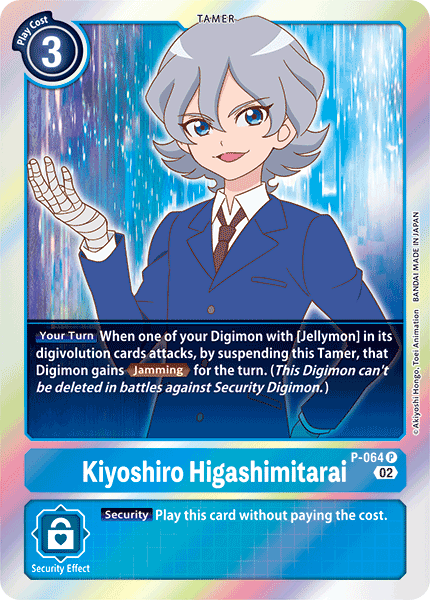 TAMER
Play Cost
3
Your Turn When one of your Digimon with [Jellymon] in its
digivolution cards attacks, by suspending this Tamer, that
Digimon gains Jamming for the turn. (This Digimon can't
be deleted in battles against Security Digimon.)
©Akiyoshi Hongo, Toei Animation BANDAI MADE IN JAPAN
Kiyoshiro Higashimitarai
P-064 P
02
Security Play this card without paying the cost.
Security Effect